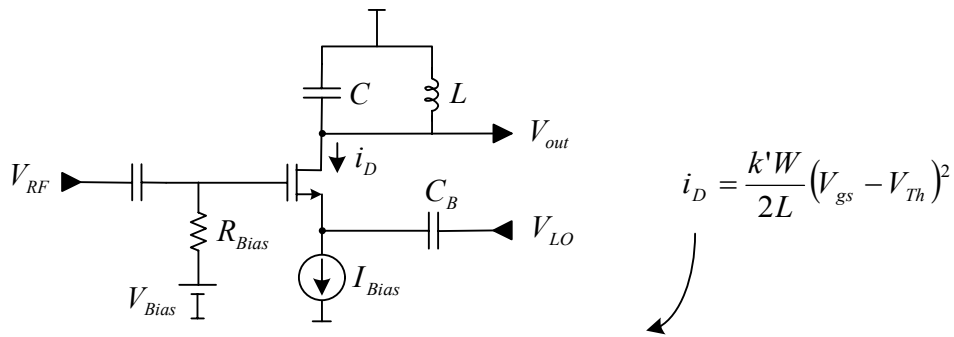 C
L
V_out
i_D
V_RF
C_B
V_LO
R_Bias
I_Bias
V_Bias
i_D = k'W/2L (V_gs − V_Th)^2